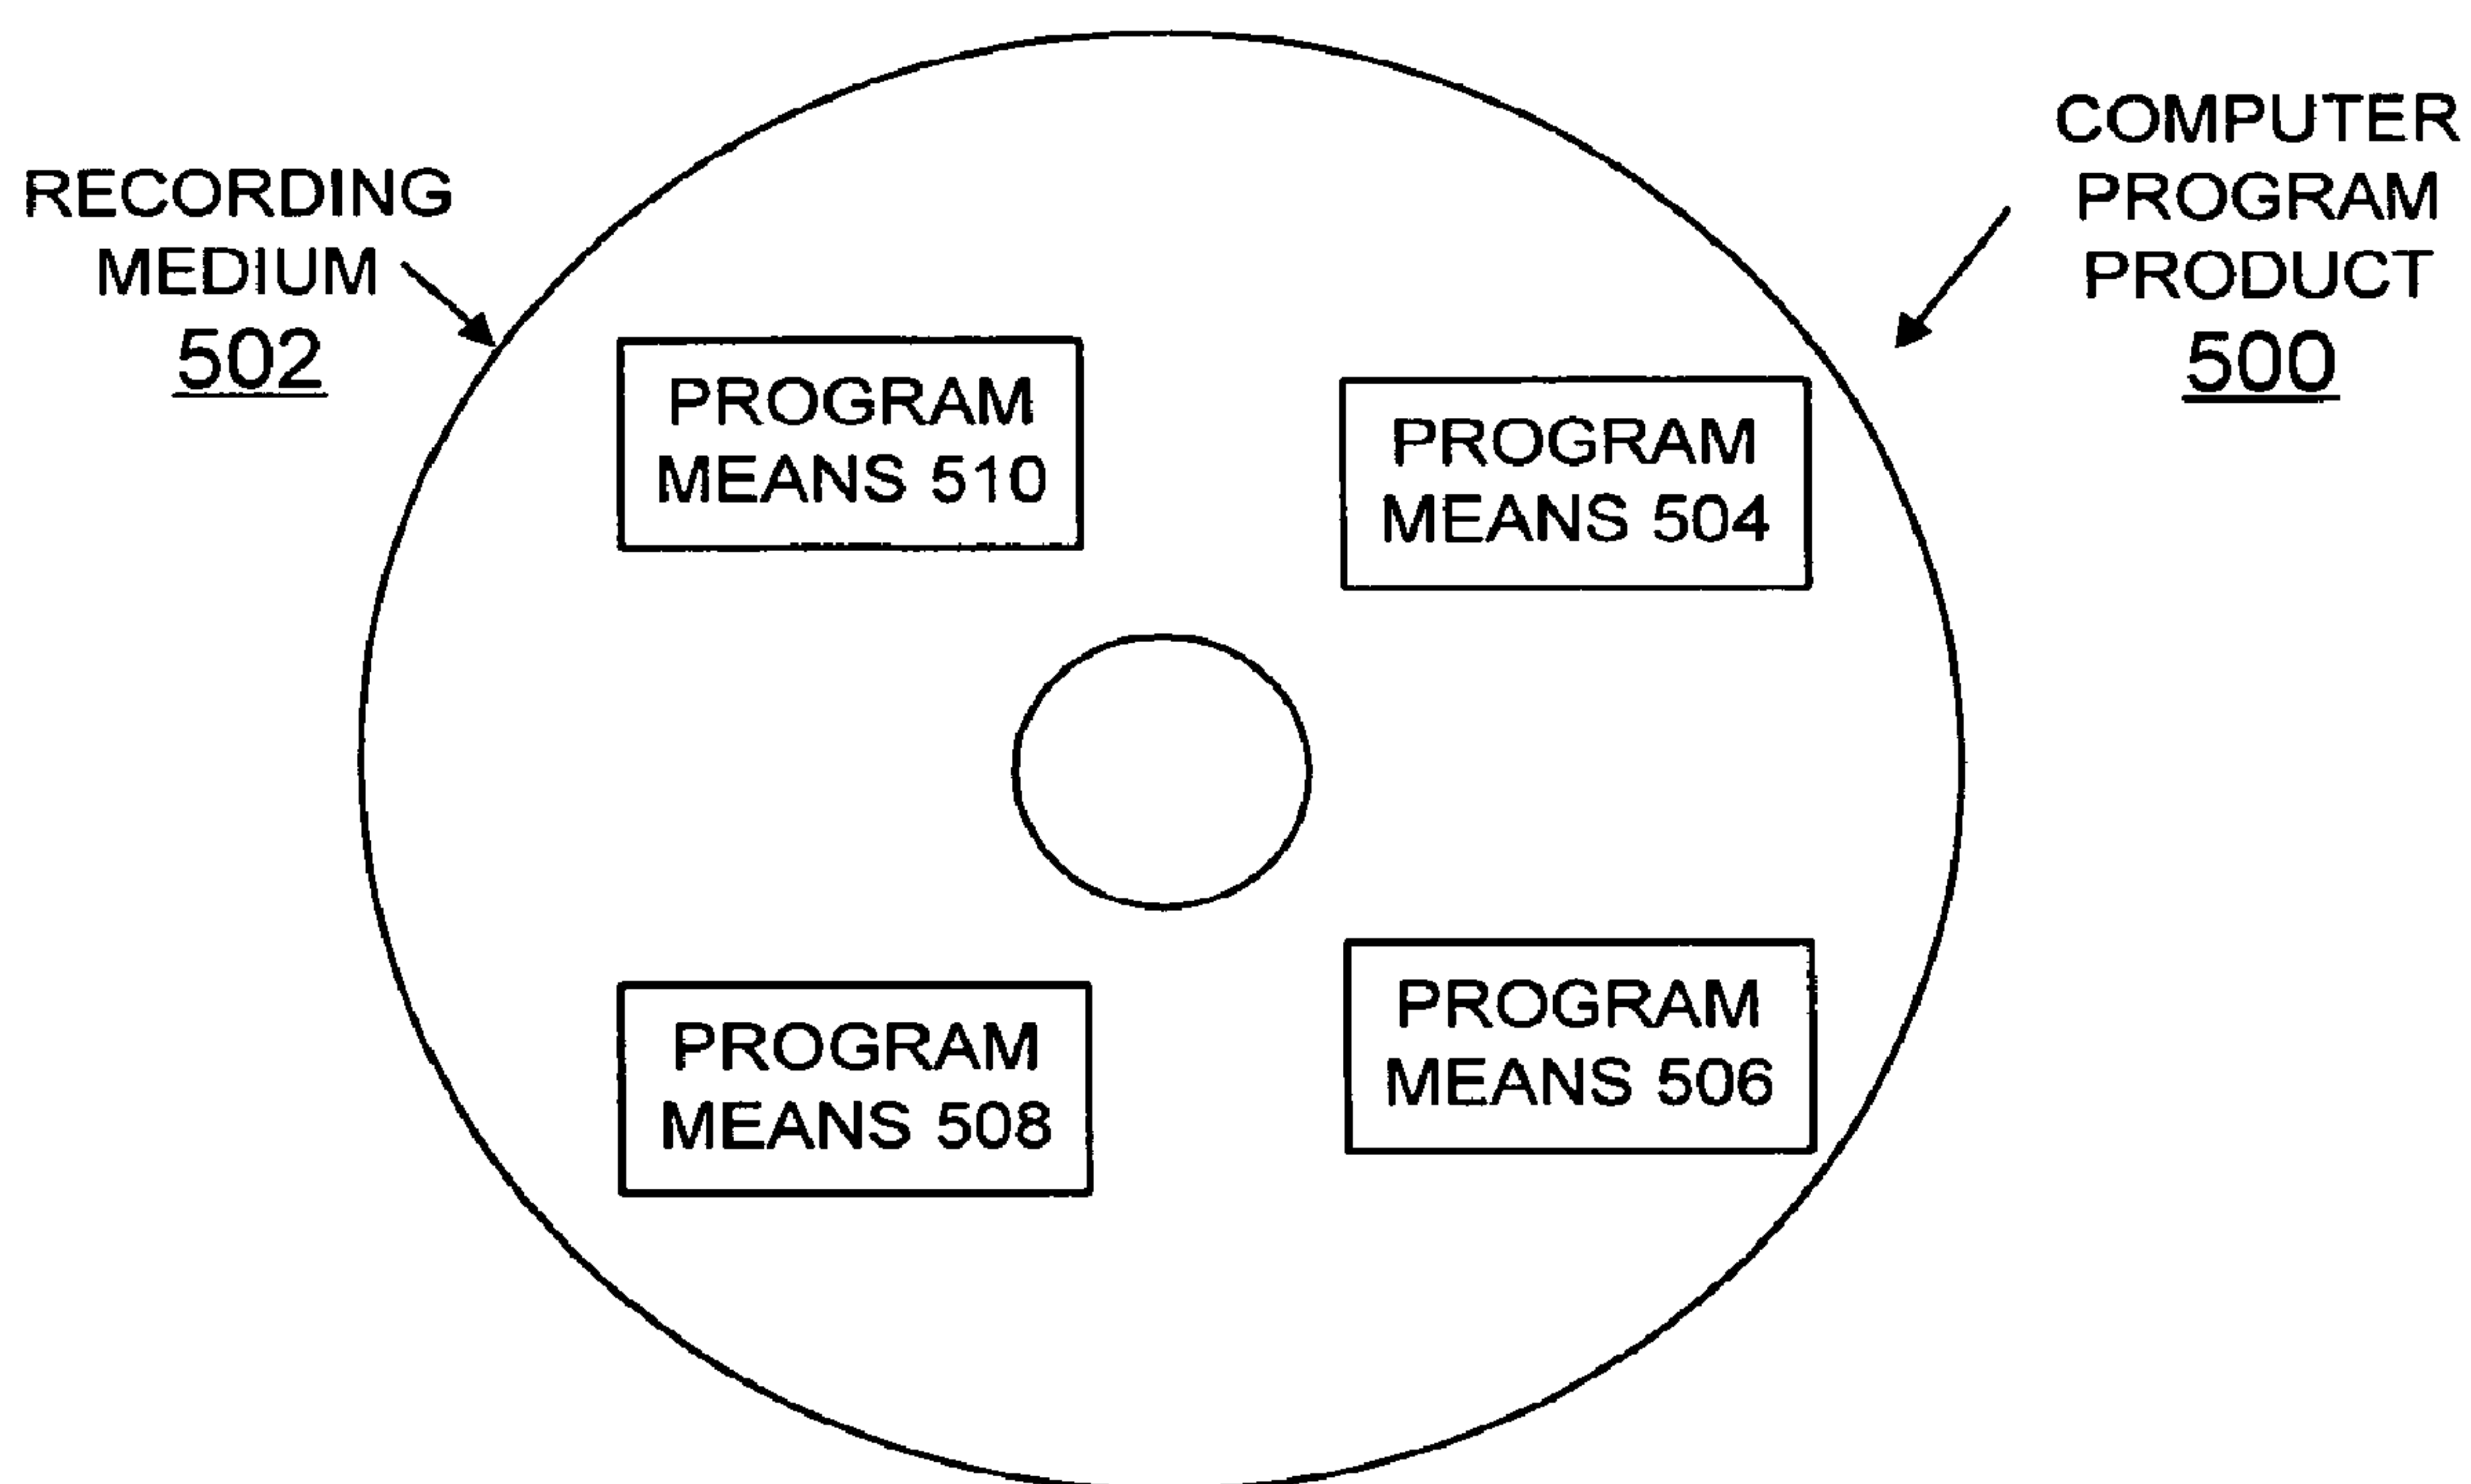 RECORDING
MEDIUM
502
COMPUTER
PROGRAM
PRODUCT
500
PROGRAM
MEANS 510
PROGRAM
MEANS 504
PROGRAM
MEANS 508
PROGRAM
MEANS 506